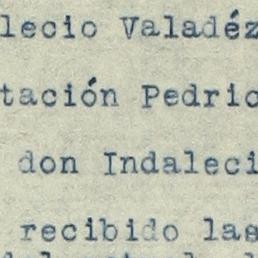 lecio Valadéz
tación Pedric
don Indaleci
recibido las